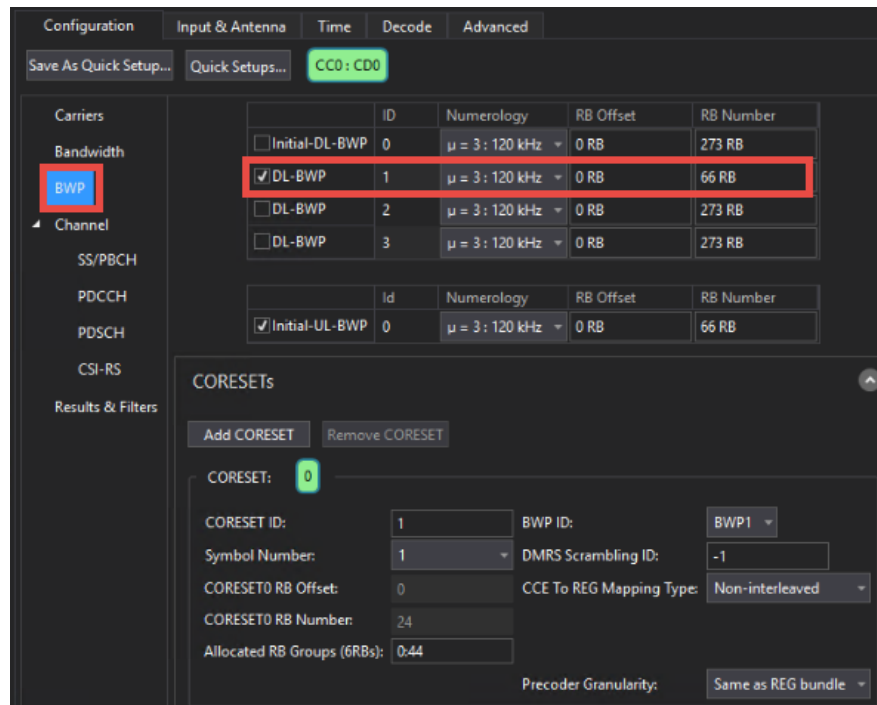 Configuration Input & Antenna Time Decode Advanced
Save As Quick Setup... Quick Setups... CC0 : CD0
Carriers
Bandwidth
BWP
Channel
SS/PBCH
PDCCH
PDSCH
CSI-RS
Results & Filters
ID Numerology RB Offset RB Number
Initial-DL-BWP 0 μ = 3 : 120 kHz 0 RB 273 RB
DL-BWP 1 μ = 3 : 120 kHz 0 RB 66 RB
DL-BWP 2 μ = 3 : 120 kHz 0 RB 273 RB
DL-BWP 3 μ = 3 : 120 kHz 0 RB 273 RB
Id Numerology RB Offset RB Number
Initial-UL-BWP 0 μ = 3 : 120 kHz 0 RB 66 RB
CORESETs
Add CORESET Remove CORESET
CORESET: 0
CORESET ID: 1 BWP ID: BWP1
Symbol Number: 1 DMRS Scrambling ID: -1
CORESET0 RB Offset: 0 CCE To REG Mapping Type: Non-interleaved
CORESET0 RB Number: 24
Allocated RB Groups (6RBs): 0:44
Precoder Granularity: Same as REG bundle